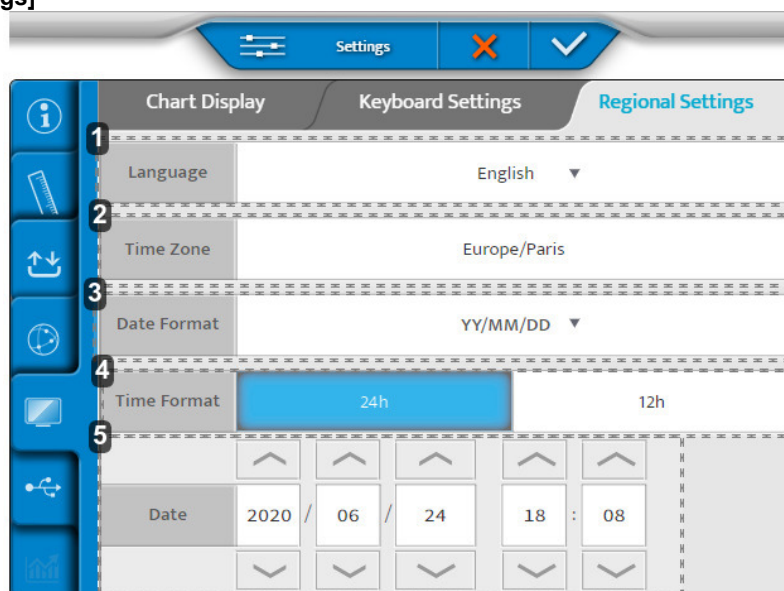 gs]
Settings
Chart Display Keyboard Settings Regional Settings
1
Language English ▼
2
Time Zone Europe/Paris
3
Date Format YY/MM/DD ▼
4
Time Format 24h 12h
5
Date 2020 / 06 / 24 18 : 08